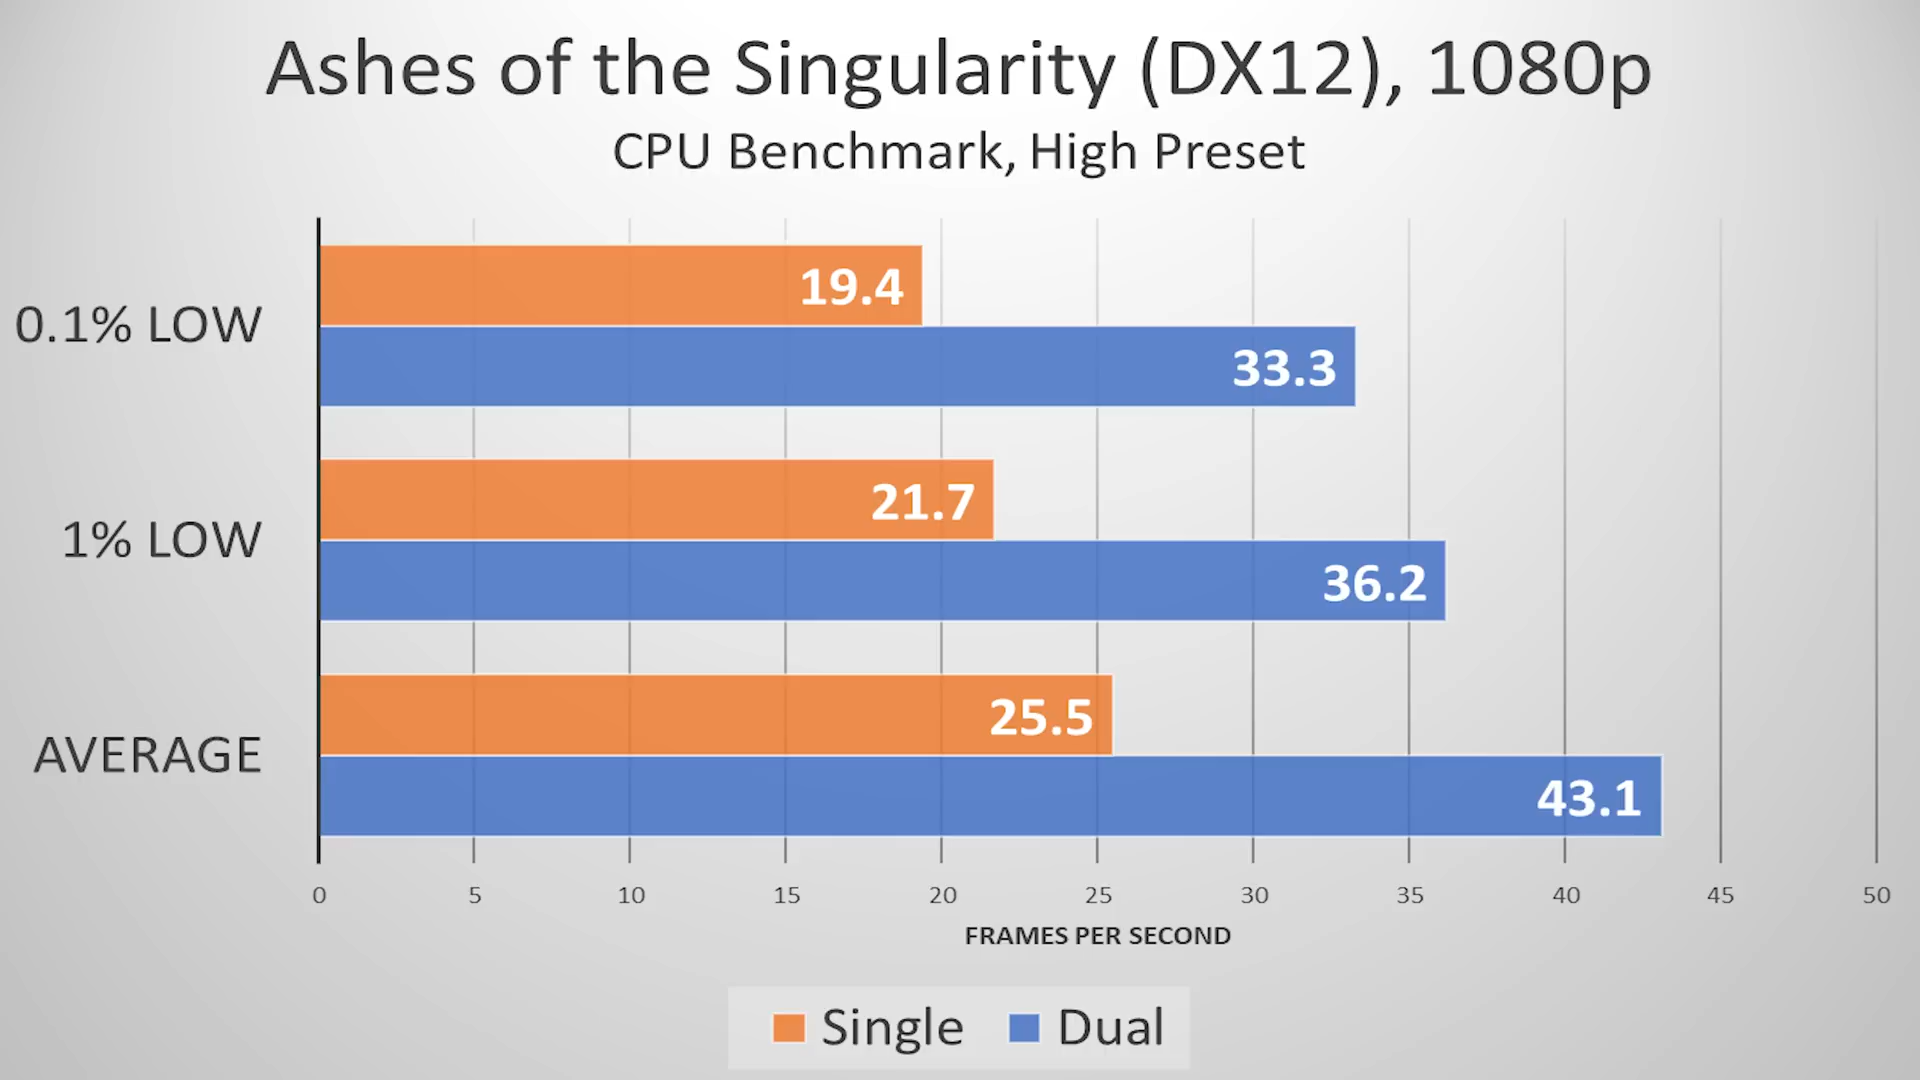 Ashes of the Singularity (DX12), 1080p
CPU Benchmark, High Preset
0.1% LOW
19.4
33.3
1% LOW
21.7
36.2
AVERAGE
25.5
43.1
0 5 10 15 20 25 30 35 40 45 50
FRAMES PER SECOND
Single Dual